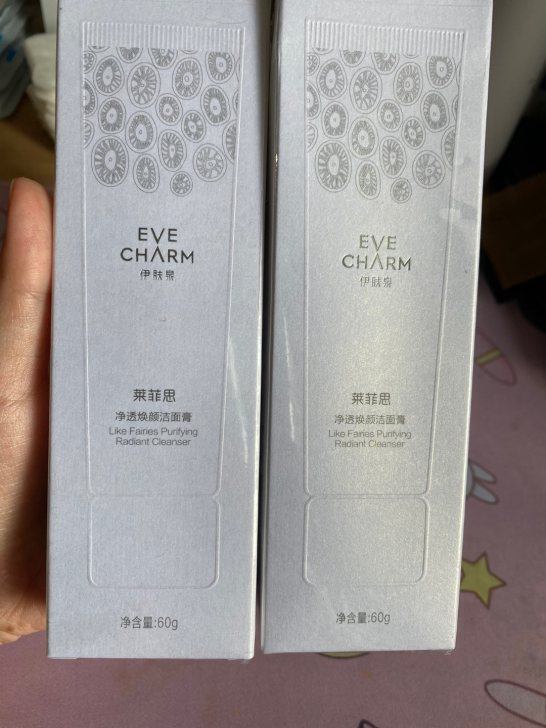 EVE
CHARM
伊肤泉
莱菲思
净透焕颜洁面膏
Like Fairies Purifying
Radiant Cleanser
净含量:60g
EVE
CHARM
伊肤泉
莱菲思
净透焕颜洁面膏
Like Fairies Purifying
Radiant Cleanser
净含量:60g